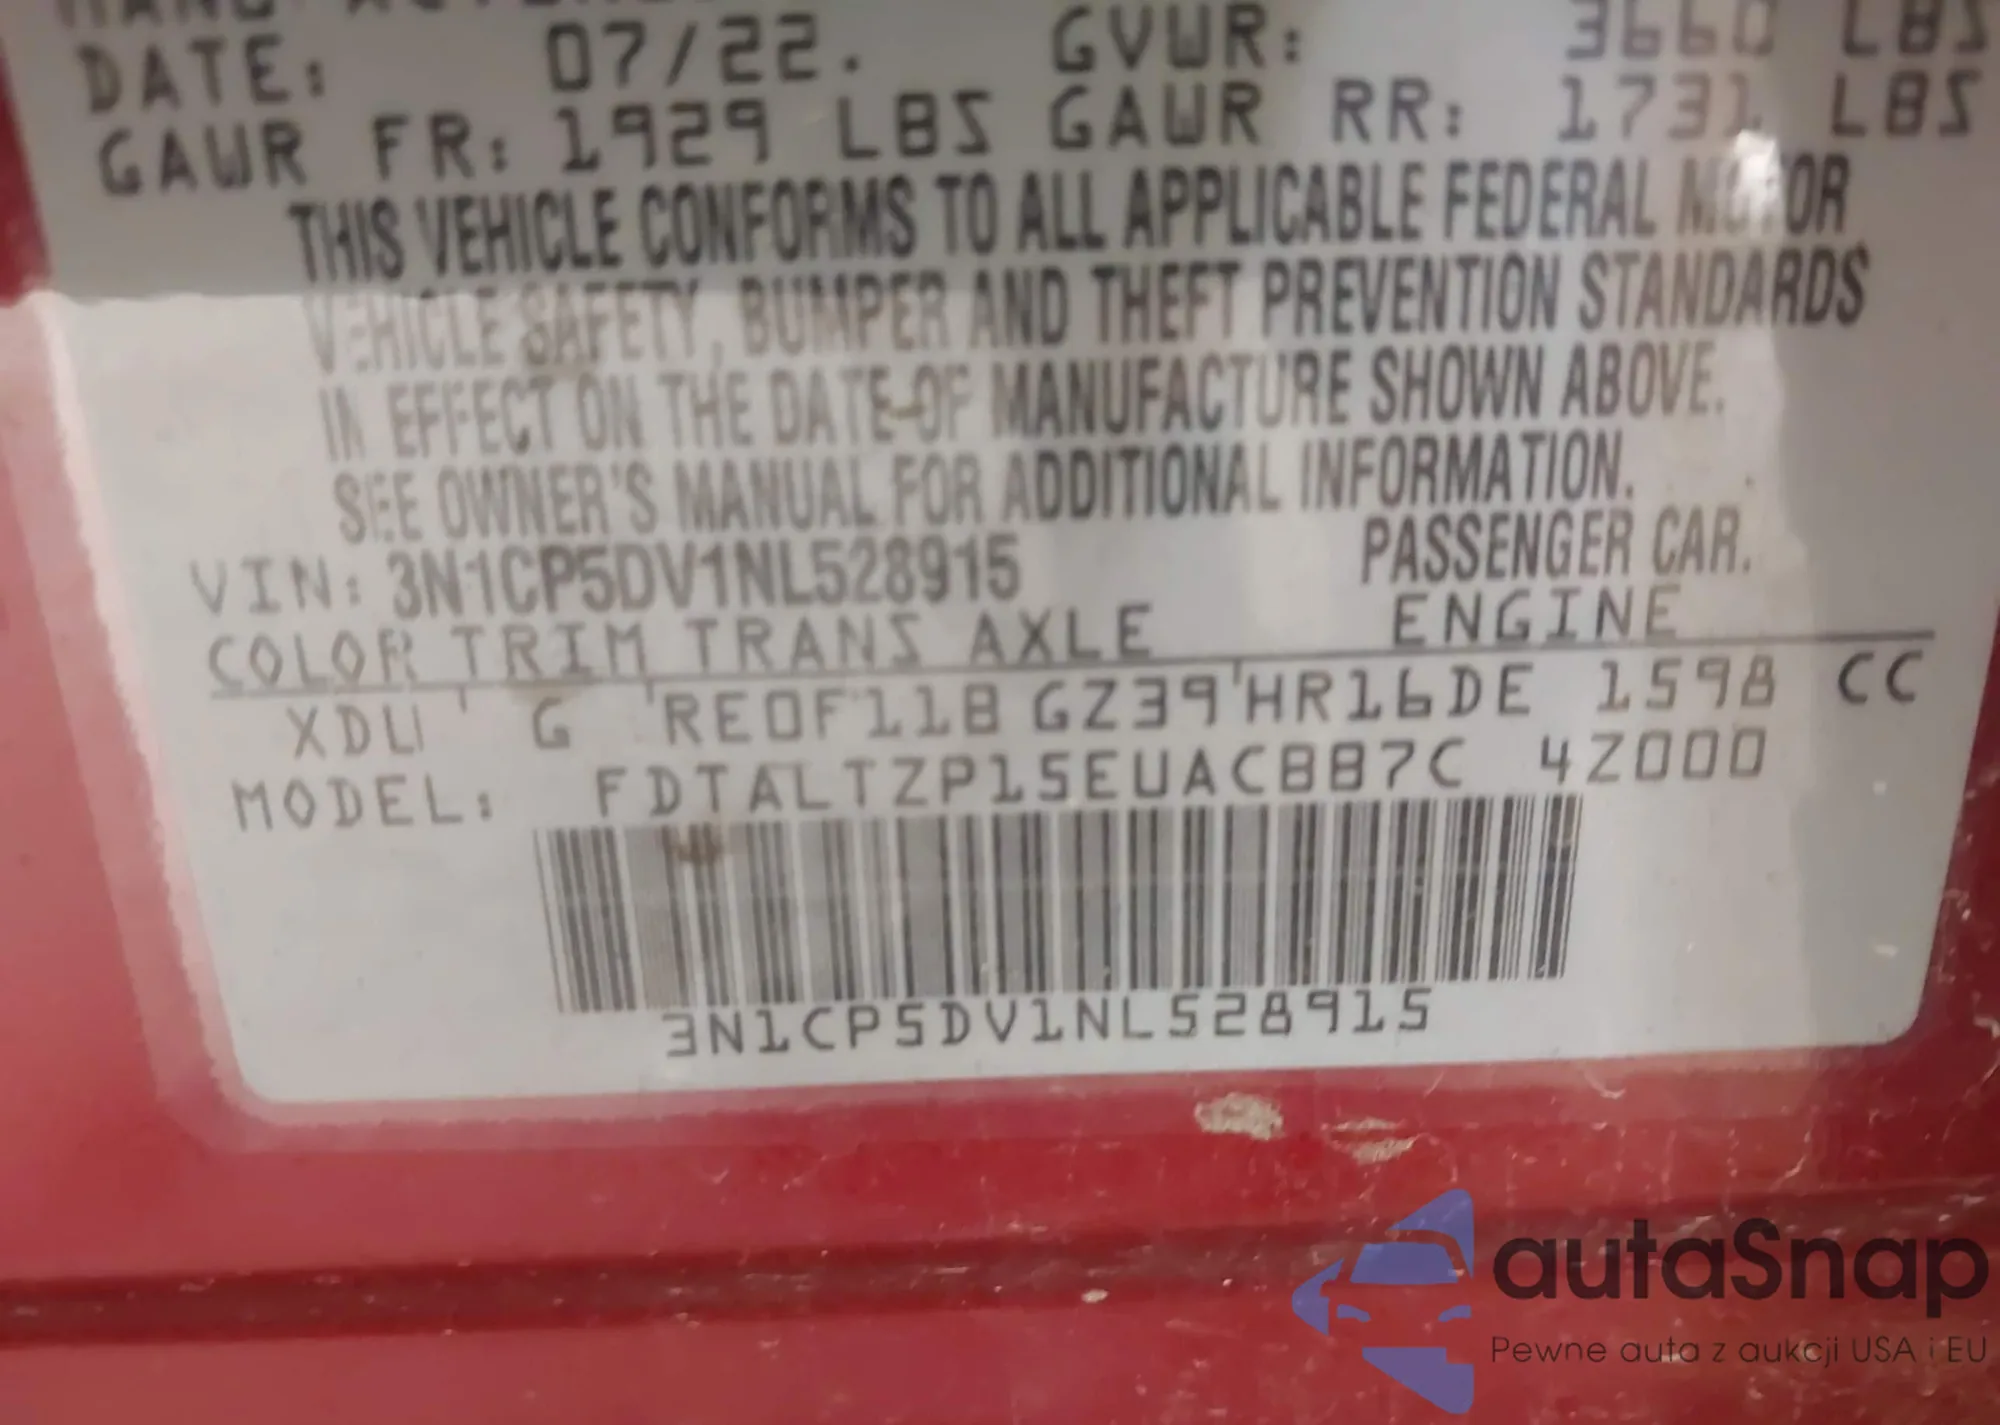 DATE: 07/22. GVWR: 3660 LBS
GAWR FR: 1929 LBS GAWR RR: 1731 LBS
THIS VEHICLE CONFORMS TO ALL APPLICABLE FEDERAL MOTOR
VEHICLE SAFETY, BUMPER AND THEFT PREVENTION STANDARDS
IN EFFECT ON THE DATE OF MANUFACTURE SHOWN ABOVE.
SEE OWNER'S MANUAL FOR ADDITIONAL INFORMATION.
VIN: 3N1CP5DV1NL528915 PASSENGER CAR.
COLOR TRIM TRANS AXLE ENGINE
XDU G RE0F11B GZ39 HR16DE 1598 CC
MODEL: FDTALTZP15EUACBB7C 4Z000
3N1CP5DV1NL528915
autaSnap
Pewne auta z aukcji USA i EU